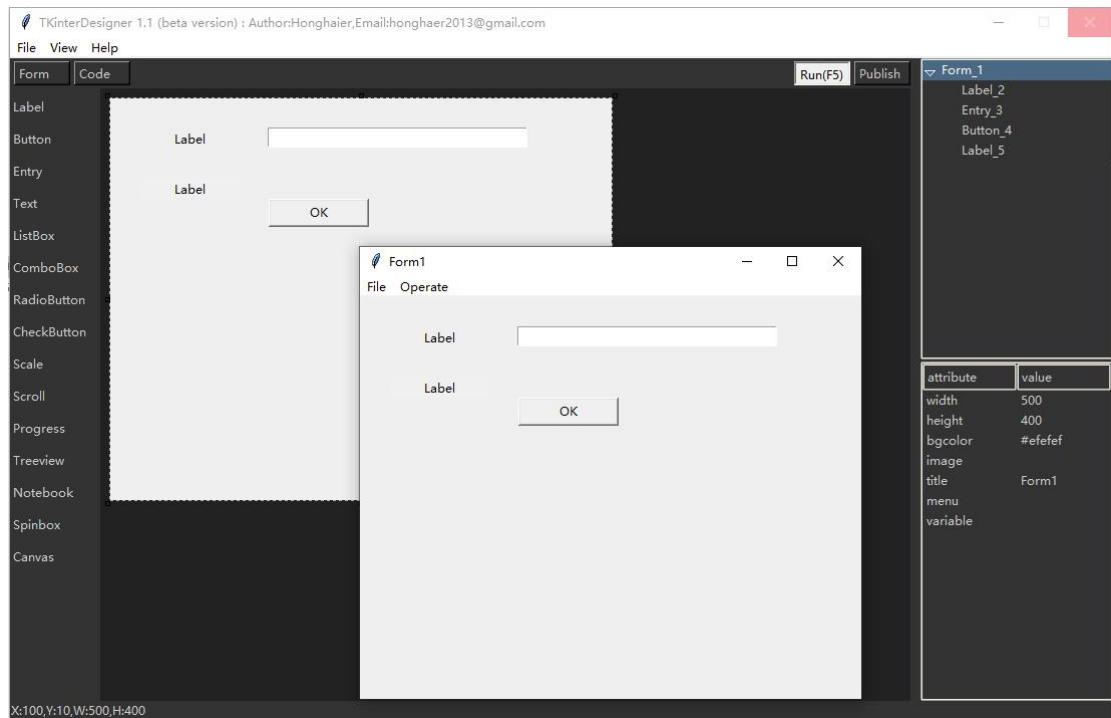 TKinterDesigner 1.1 (beta version) : Author:Honghaier,Email:honghaer2013@gmail.com
File View Help
Form Code Run(F5) Publish
Label
Button
Entry
Text
ListBox
ComboBox
RadioButton
CheckButton
Scale
Scroll
Progress
Treeview
Notebook
Spinbox
Canvas
Label
Label
OK
Form1
File Operate
Label
Label
OK
Form_1
Label_2
Entry_3
Button_4
Label_5
attribute value
width 500
height 400
bgcolor #efefef
image
title Form1
menu
variable
X:100,Y:10,W:500,H:400